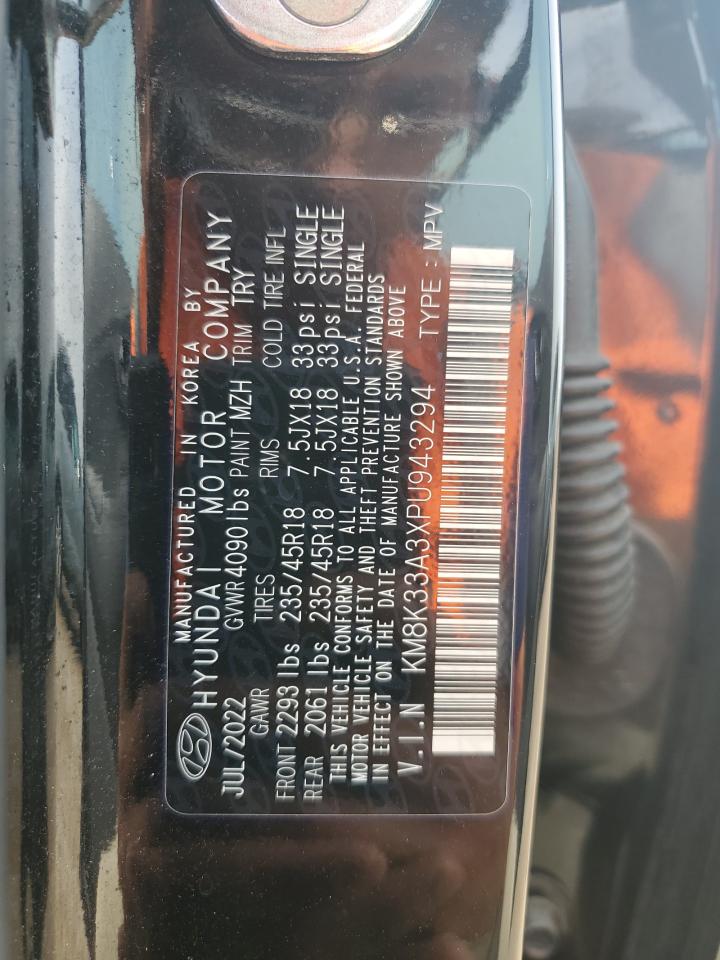 MANUFACTURED IN KOREA BY
HYUNDAI MOTOR COMPANY
JUL/2022 GVWR 4090 lbs PAINT MZH TRIM TRY
GAWR TIRES RIMS COLD TIRE INFL
FRONT 2293 lbs 235/45R18 7.5JX18 33psi SINGLE
REAR 2061 lbs 235/45R18 7.5JX18 33psi SINGLE
THIS VEHICLE CONFORMS TO ALL APPLICABLE U.S.A. FEDERAL
MOTOR VEHICLE SAFETY AND THEFT PREVENTION STANDARDS
IN EFFECT ON THE DATE OF MANUFACTURE SHOWN ABOVE
V.I.N KM8K33A3XPU943294 TYPE : MPV